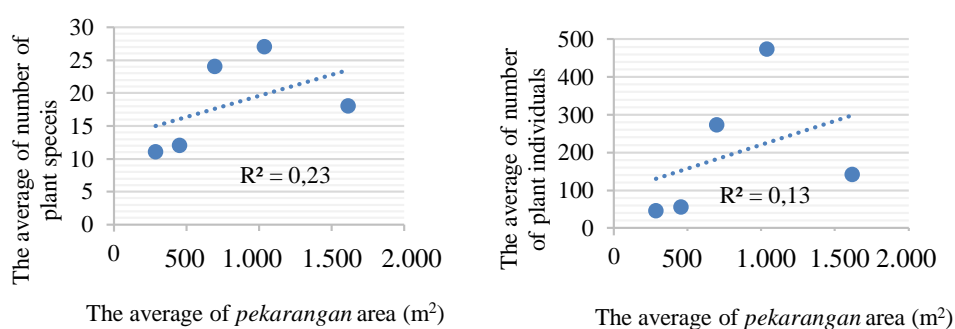 The average of number of
plant speceis
30
25
20
15
10
5
0
R² = 0,23
0 500 1.000 1.500 2.000
The average of pekarangan area (m²)
The average of number
of plant individuals
500
400
300
200
100
0
R² = 0,13
0 500 1.000 1.500 2.000
The average of pekarangan area (m²)